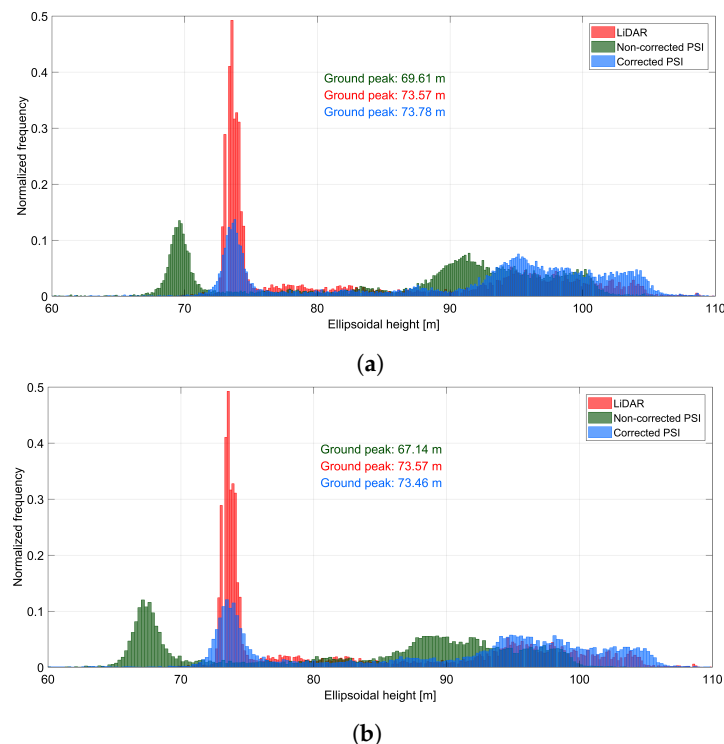 0.5
0.4
0.3
0.2
0.1
0
Normalized frequency
LiDAR
Non-corrected PSI
Corrected PSI
Ground peak: 69.61 m
Ground peak: 73.57 m
Ground peak: 73.78 m
60 70 80 90 100 110
Ellipsoidal height [m]
(a)
0.5
0.4
0.3
0.2
0.1
0
Normalized frequency
LiDAR
Non-corrected PSI
Corrected PSI
Ground peak: 67.14 m
Ground peak: 73.57 m
Ground peak: 73.46 m
60 70 80 90 100 110
Ellipsoidal height [m]
(b)